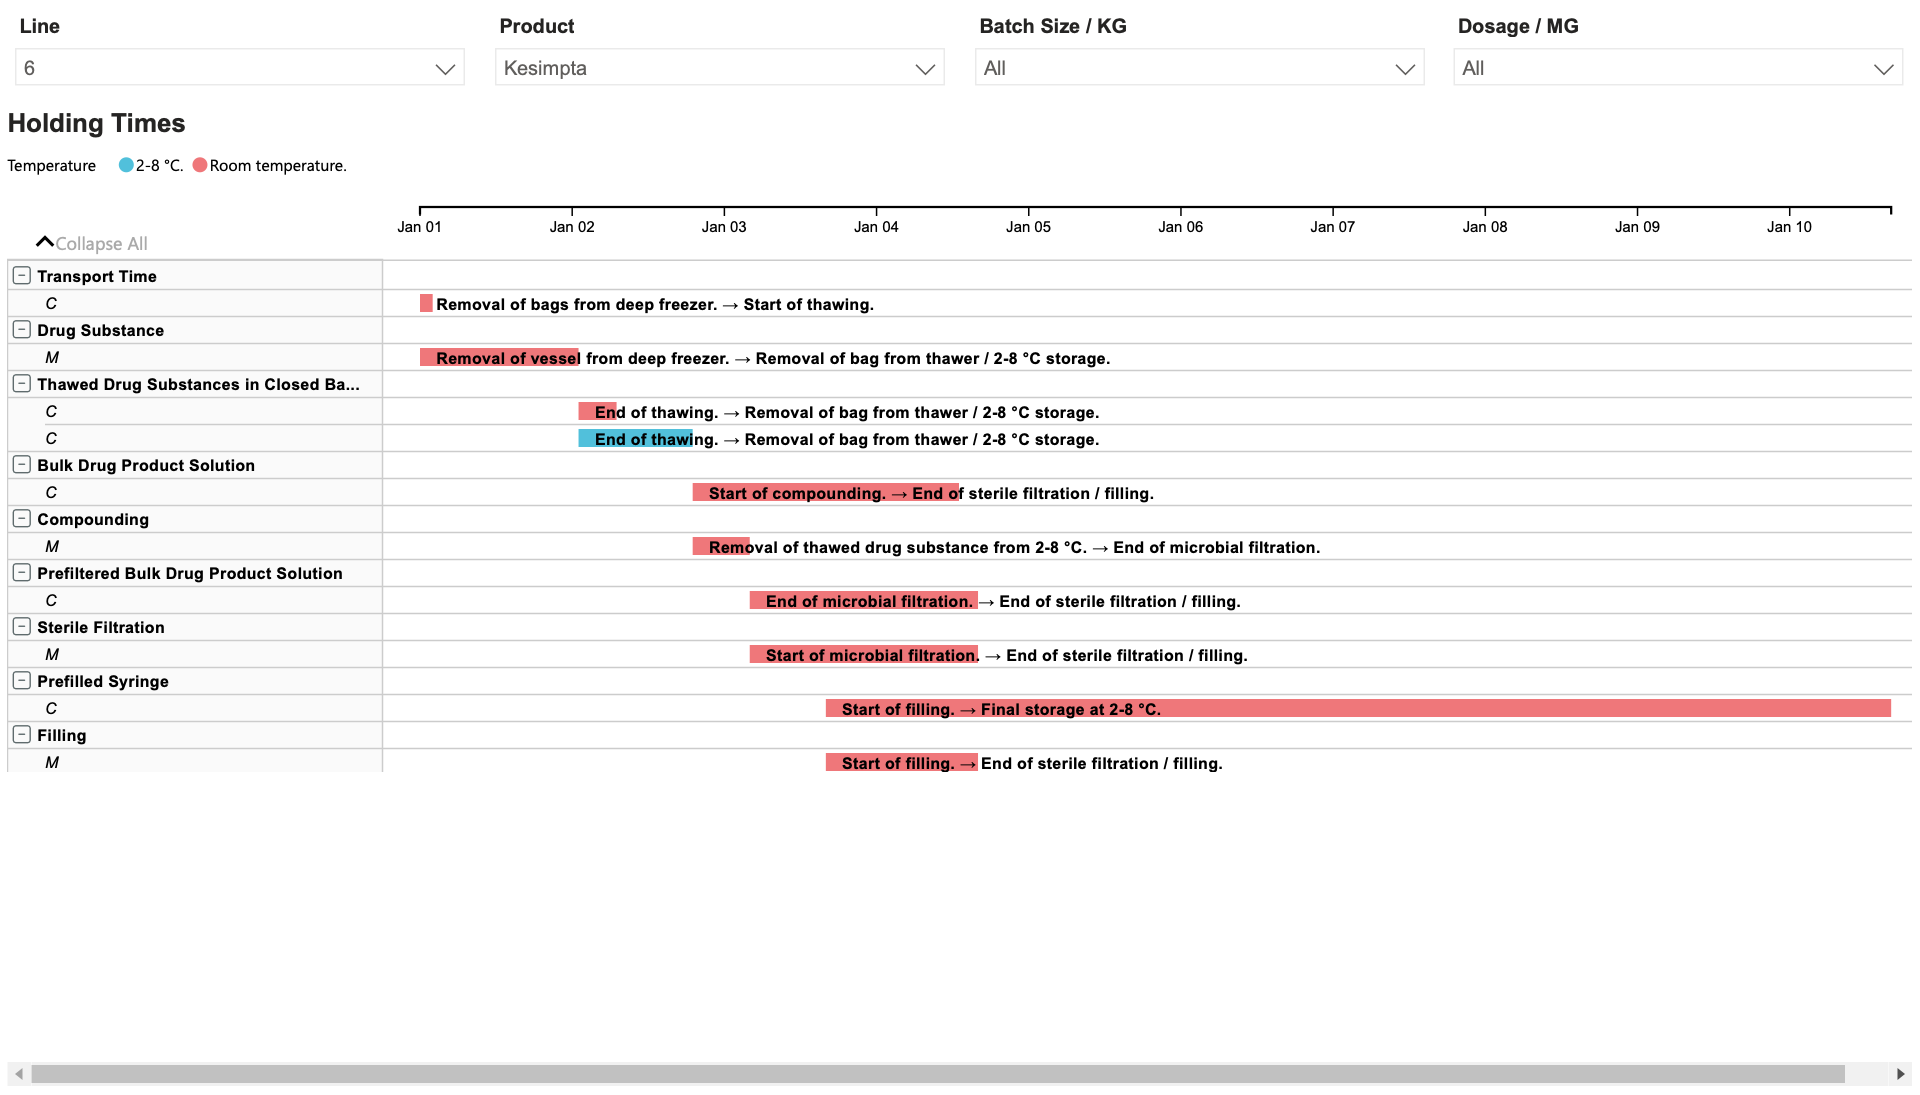 Line Product Batch Size / KG Dosage / MG
6 Kesimpta All All
Holding Times
Temperature 2-8 °C. Room temperature.
Jan 01 Jan 02 Jan 03 Jan 04 Jan 05 Jan 06 Jan 07 Jan 08 Jan 09 Jan 10
Collapse All
Transport Time
C Removal of bags from deep freezer. → Start of thawing.
Drug Substance
M Removal of vessel from deep freezer. → Removal of bag from thawer / 2-8 °C storage.
Thawed Drug Substances in Closed Ba...
C End of thawing. → Removal of bag from thawer / 2-8 °C storage.
C End of thawing. → Removal of bag from thawer / 2-8 °C storage.
Bulk Drug Product Solution
C Start of compounding. → End of sterile filtration / filling.
Compounding
M Removal of thawed drug substance from 2-8 °C. → End of microbial filtration.
Prefiltered Bulk Drug Product Solution
C End of microbial filtration. → End of sterile filtration / filling.
Sterile Filtration
M Start of microbial filtration. → End of sterile filtration / filling.
Prefilled Syringe
C Start of filling. → Final storage at 2-8 °C.
Filling
M Start of filling. → End of sterile filtration / filling.